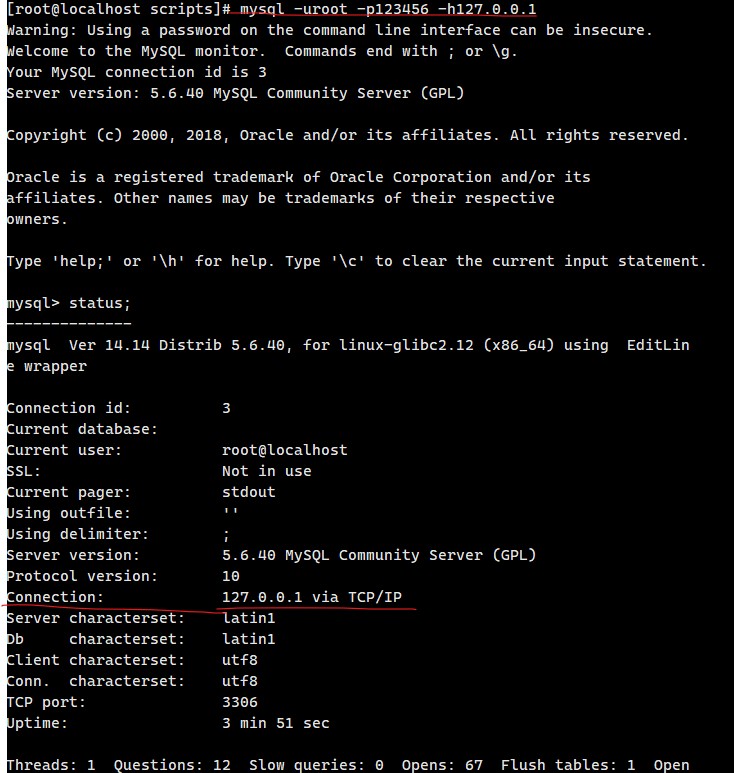 [root@localhost scripts]# mysql -uroot -p123456 -h127.0.0.1
Warning: Using a password on the command line interface can be insecure.
Welcome to the MySQL monitor.  Commands end with ; or \g.
Your MySQL connection id is 3
Server version: 5.6.40 MySQL Community Server (GPL)
Copyright (c) 2000, 2018, Oracle and/or its affiliates. All rights reserved.
Oracle is a registered trademark of Oracle Corporation and/or its
affiliates. Other names may be trademarks of their respective
owners.
Type 'help;' or '\h' for help. Type '\c' to clear the current input statement.
mysql> status;
--------------
mysql  Ver 14.14 Distrib 5.6.40, for linux-glibc2.12 (x86_64) using  EditLin
e wrapper
Connection id:          3
Current database:
Current user:           root@localhost
SSL:                    Not in use
Current pager:          stdout
Using outfile:          ''
Using delimiter:        ;
Server version:         5.6.40 MySQL Community Server (GPL)
Protocol version:       10
Connection:             127.0.0.1 via TCP/IP
Server characterset:    latin1
Db     characterset:    latin1
Client characterset:    utf8
Conn.  characterset:    utf8
TCP port:               3306
Uptime:                 3 min 51 sec
Threads: 1  Questions: 12  Slow queries: 0  Opens: 67  Flush tables: 1  Open